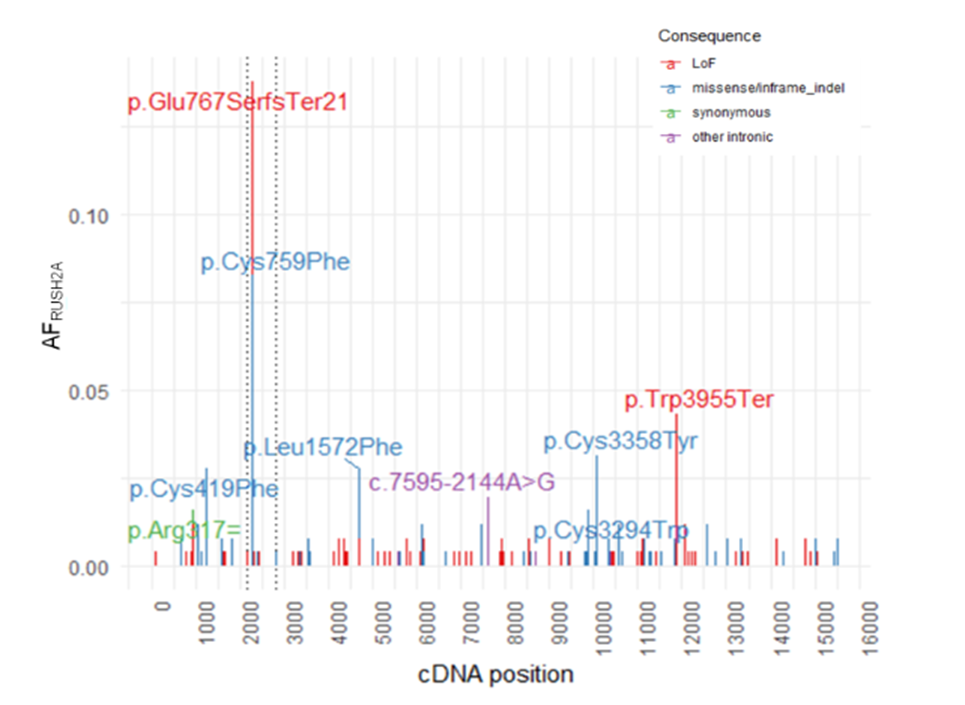 Consequence
a LoF
a missense/inframe_indel
a synonymous
a other intronic
p.Glu767SerfsTer21
0.10
p.Cys759Phe
AFRUSH2A
0.05
p.Trp3955Ter
p.Leu1572Phe
p.Cys3358Tyr
p.Cys419Phe
c.7595-2144A>G
p.Arg317=
p.Cys3294Trp
0.00
0 1000 2000 3000 4000 5000 6000 7000 8000 9000 10000 11000 12000 13000 14000 15000 16000
cDNA position